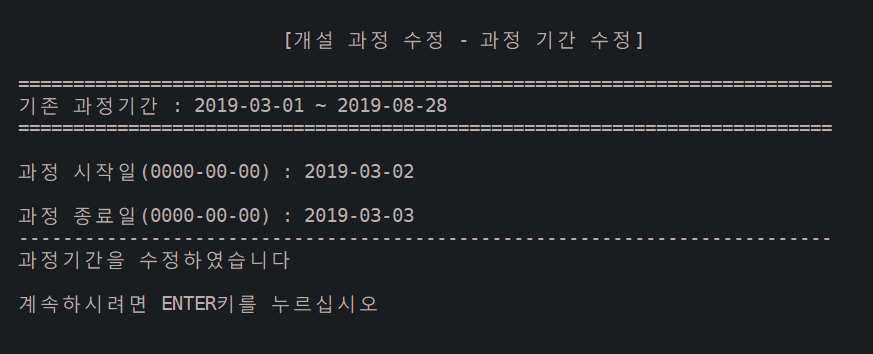 [개설 과정 수정 - 과정 기간 수정]
==========================================================================
기존 과정기간 : 2019-03-01 ~ 2019-08-28
==========================================================================
과정 시작일(0000-00-00) : 2019-03-02
과정 종료일(0000-00-00) : 2019-03-03
--------------------------------------------------------------------------
과정기간을 수정하였습니다
계속하시려면 ENTER키를 누르십시오